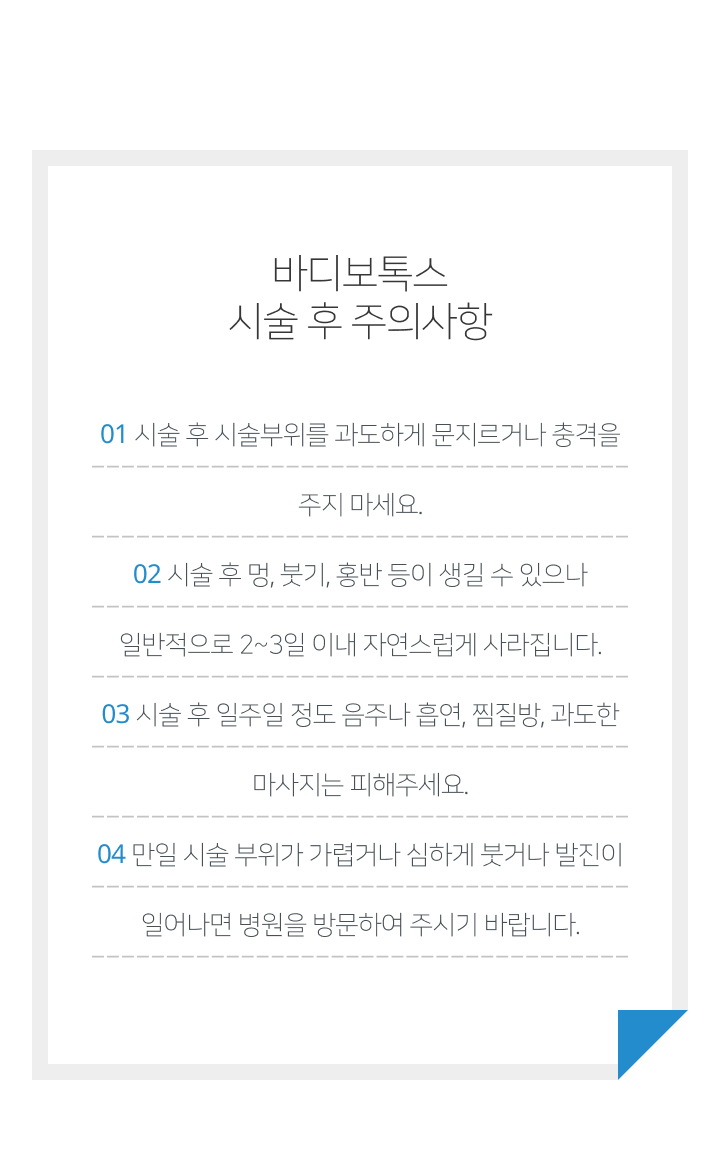 바디보톡스
시술 후 주의사항
01 시술 후 시술부위를 과도하게 문지르거나 충격을
주지 마세요.
02 시술 후 멍, 붓기, 홍반 등이 생길 수 있으나
일반적으로 2~3일 이내 자연스럽게 사라집니다.
03 시술 후 일주일 정도 음주나 흡연, 찜질방, 과도한
마사지는 피해주세요.
04 만일 시술 부위가 가렵거나 심하게 붓거나 발진이
일어나면 병원을 방문하여 주시기 바랍니다.